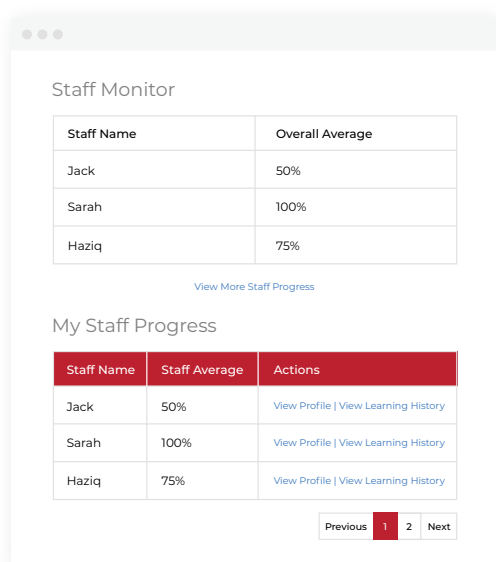 Staff Monitor
Staff Name Overall Average
Jack 50%
Sarah 100%
Haziq 75%
View More Staff Progress
My Staff Progress
Staff Name Staff Average Actions
Jack 50% View Profile | View Learning History
Sarah 100% View Profile | View Learning History
Haziq 75% View Profile | View Learning History
Previous 1 2 Next